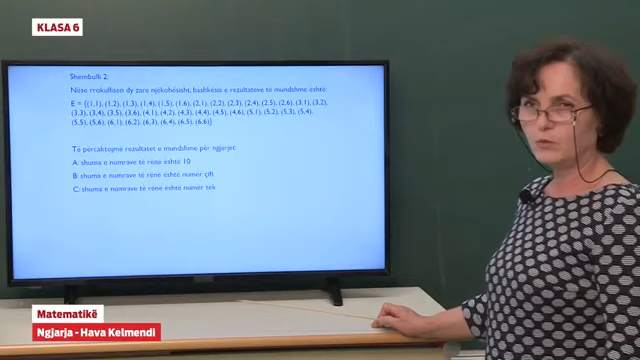 KLASA 6
Shembulli 2.
Nëse rrokullisen dy zare njëkohësisht, bashkësia e rezultateve të mundshme është:
E = {(1,1), (1,2), (1,3), (1,4), (1,5), (1,6), (2,1), (2,2), (2,3), (2,4), (2,5), (2,6), (3,1), (3,2),
(3,3), (3,4), (3,5), (3,6), (4,1), (4,2), (4,3), (4,4), (4,5), (4,6), (5,1), (5,2), (5,3), (5,4),
(5,5), (5,6), (6,1), (6,2), (6,3), (6,4), (6,5), (6,6)}
Të përcaktojmë rezultatet e mundshme për ngjarjet:
A: shuma e numrave të rënë është 10
B: shuma e numrave të rënë është numër çift
C: shuma e numrave të rënë është numër tek
Matematikë
Ngjarja - Hava Kelmendi